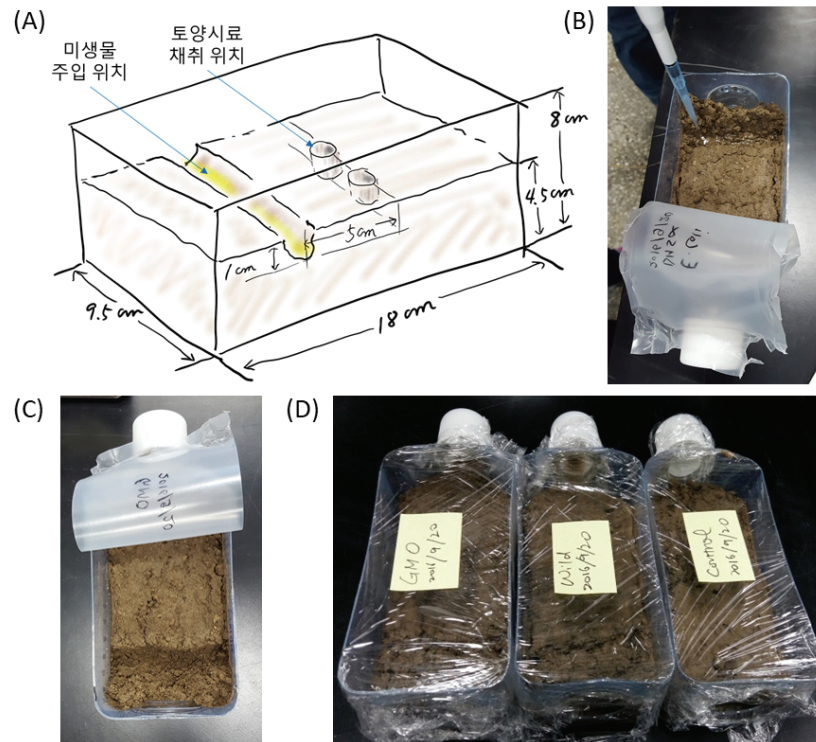 (A)
미생물
주입 위치
토양시료
채취 위치
8 cm
4.5 cm
5 cm
1 cm
9.5 cm
18 cm
(B)
(C)
GMO
(D)
GMO
2016/9/20
Wild
2016/9/20
Control
2016/9/20